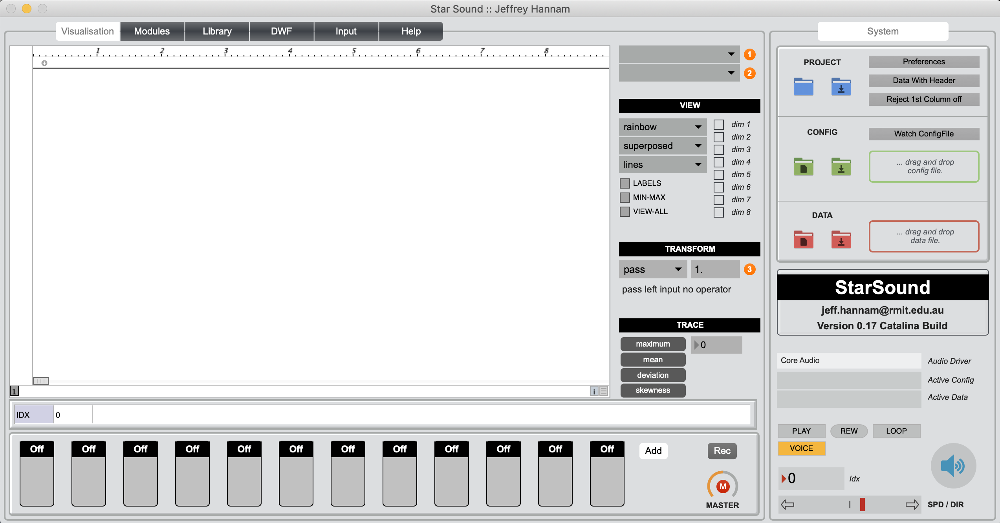 Star Sound :: Jeffrey Hannam
Visualisation Modules Library DWF Input Help
System
1 2 3 4 5 6 7 8
1
2
VIEW
rainbow
superposed
lines
LABELS
MIN-MAX
VIEW-ALL
dim 1
dim 2
dim 3
dim 4
dim 5
dim 6
dim 7
dim 8
TRANSFORM
pass 1. 3
pass left input no operator
TRACE
maximum 0
mean
deviation
skewness
1 i
IDX 0
Off Off Off Off Off Off Off Off Off Off Off Off
Add Rec
M
MASTER
PROJECT
Preferences
Data With Header
Reject 1st Column off
CONFIG
Watch ConfigFile
... drag and drop
config file.
DATA
... drag and drop
data file.
StarSound
jeff.hannam@rmit.edu.au
Version 0.17 Catalina Build
Core Audio Audio Driver
Active Config
Active Data
PLAY REW LOOP
VOICE
0 Idx
SPD / DIR